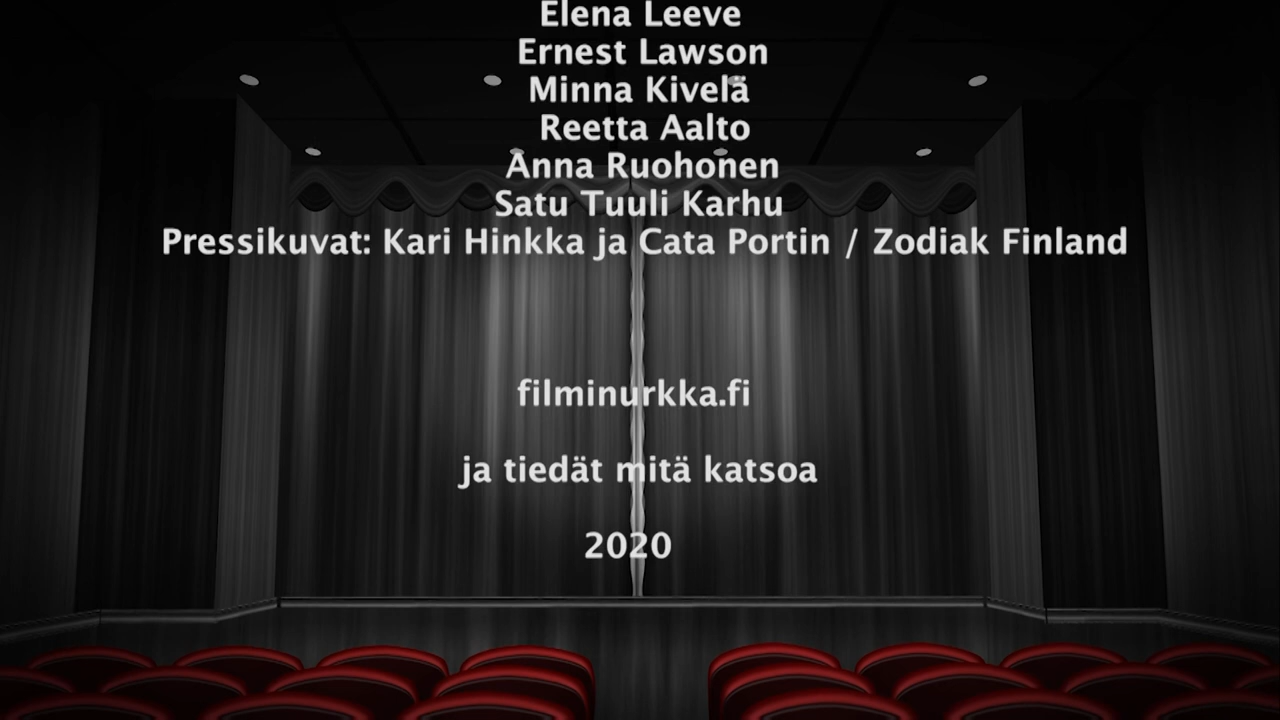 Elena Leeve
Ernest Lawson
Minna Kivelä
Reetta Aalto
Anna Ruohonen
Satu Tuuli Karhu
Pressikuvat: Kari Hinkka ja Cata Portin / Zodiak Finland
filminurkka.fi
ja tiedät mitä katsoa
2020